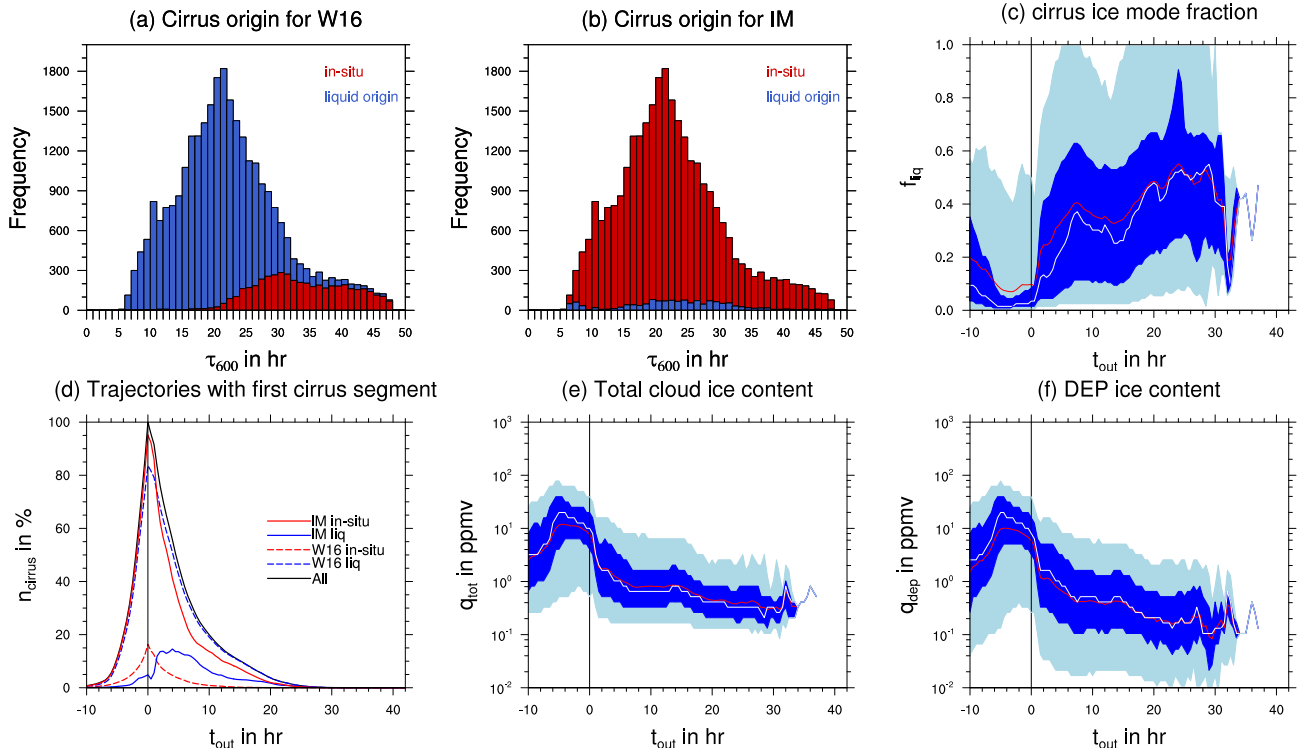 (a) Cirrus origin for W16
in-situ
liquid origin
Frequency
1800
1500
1200
900
600
300
0
0 5 10 15 20 25 30 35 40 45 50
τ600 in hr
(b) Cirrus origin for IM
in-situ
liquid origin
Frequency
1800
1500
1200
900
600
300
0
0 5 10 15 20 25 30 35 40 45 50
τ600 in hr
(c) cirrus ice mode fraction
fliq
1.0
0.8
0.6
0.4
0.2
0.0
-10 0 10 20 30 40
tout in hr
(d) Trajectories with first cirrus segment
ncirrus in %
100
80
60
40
20
0
IM in-situ
IM liq
W16 in-situ
W16 liq
All
-10 0 10 20 30 40
tout in hr
(e) Total cloud ice content
qtot in ppmv
10³
10²
10¹
10⁰
10⁻¹
10⁻²
-10 0 10 20 30 40
tout in hr
(f) DEP ice content
qdep in ppmv
10³
10²
10¹
10⁰
10⁻¹
10⁻²
-10 0 10 20 30 40
tout in hr